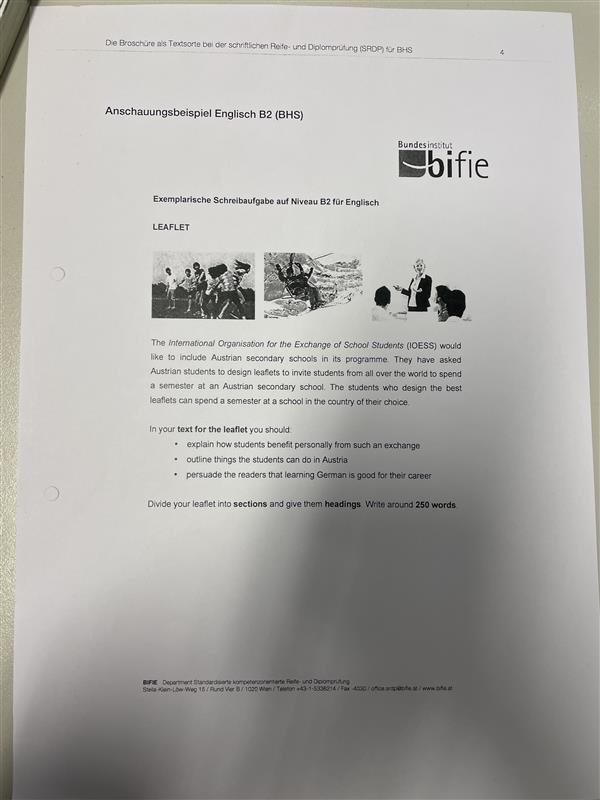 Die Broschüre als Textsorte bei der schriftlichen Reife- und Diplomprüfung (SRDP) für BHS
4
Anschauungsbeispiel Englisch B2 (BHS)
Bundesinstitut
bifie
Exemplarische Schreibaufgabe auf Niveau B2 für Englisch
LEAFLET
The International Organisation for the Exchange of School Students (IOESS) would
like to include Austrian secondary schools in its programme. They have asked
Austrian students to design leaflets to invite students from all over the world to spend
a semester at an Austrian secondary school. The students who design the best
leaflets can spend a semester at a school in the country of their choice.
In your text for the leaflet you should:
• explain how students benefit personally from such an exchange
• outline things the students can do in Austria
• persuade the readers that learning German is good for their career
Divide your leaflet into sections and give them headings. Write around 250 words.
BIFIE Department Standardisierte kompetenzorientierte Reife- und Diplomprüfung
Stella-Klein-Löw-Weg 15 / Rund Vier B / 1020 Wien / Telefon +43-1-5336214 / Fax -4030 / office.srdp@bifie.at / www.bifie.at